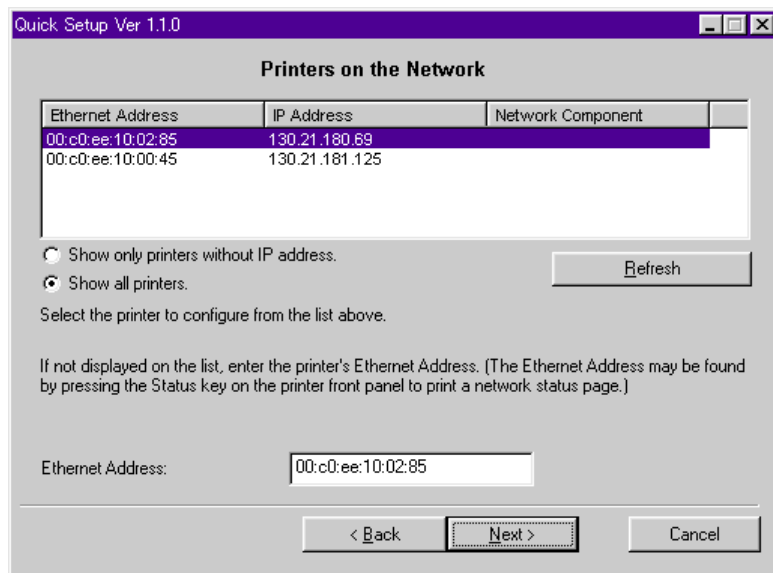 Quick Setup Ver 1.1.0
Printers on the Network
Ethernet Address IP Address Network Component
00:c0:ee:10:02:85 130.21.180.69
00:c0:ee:10:00:45 130.21.181.125
Show only printers without IP address.
Show all printers.
Refresh
Select the printer to configure from the list above.
If not displayed on the list, enter the printer's Ethernet Address. (The Ethernet Address may be found
by pressing the Status key on the printer front panel to print a network status page.)
Ethernet Address: 00:c0:ee:10:02:85
< Back Next > Cancel